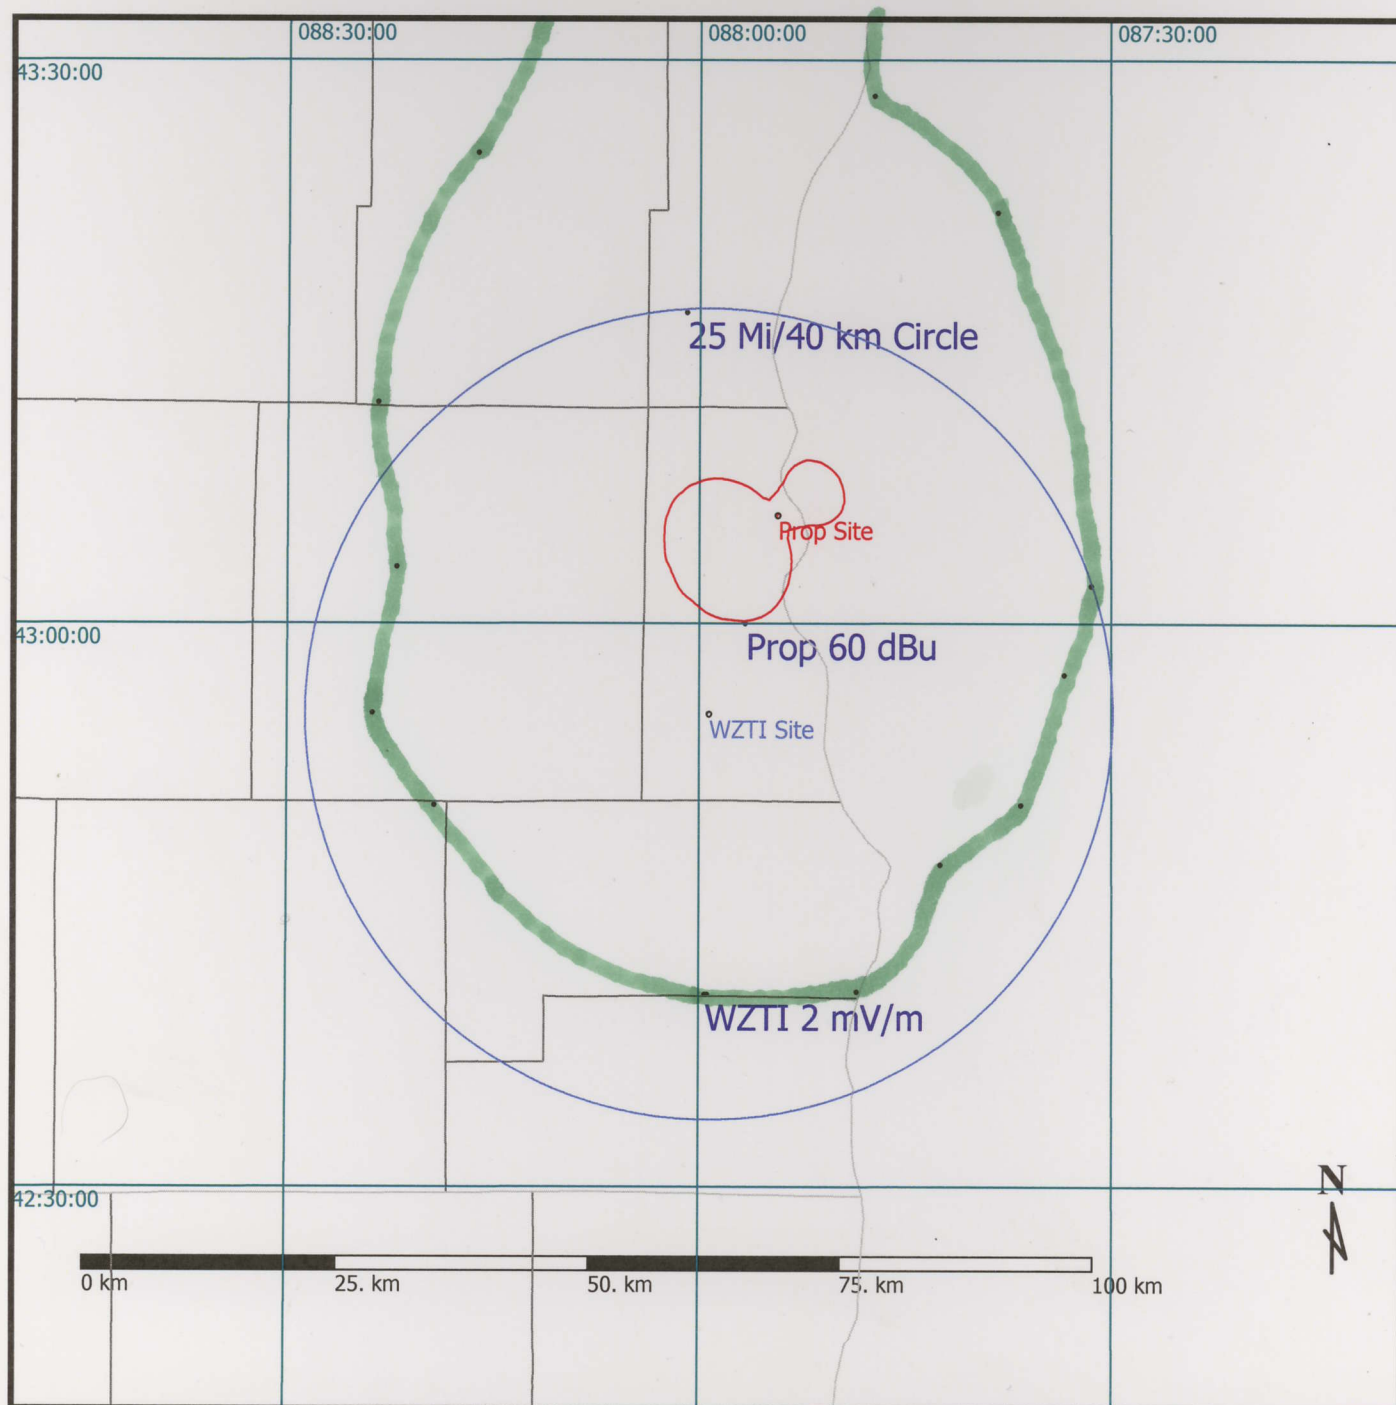 088:30:00
088:00:00
087:30:00
43:30:00
25 Mi/40 km Circle
Prop Site
43:00:00
Prop 60 dBu
WZTI Site
WZTI 2 mV/m
N
42:30:00
0 km
25. km
50. km
75. km
100 km